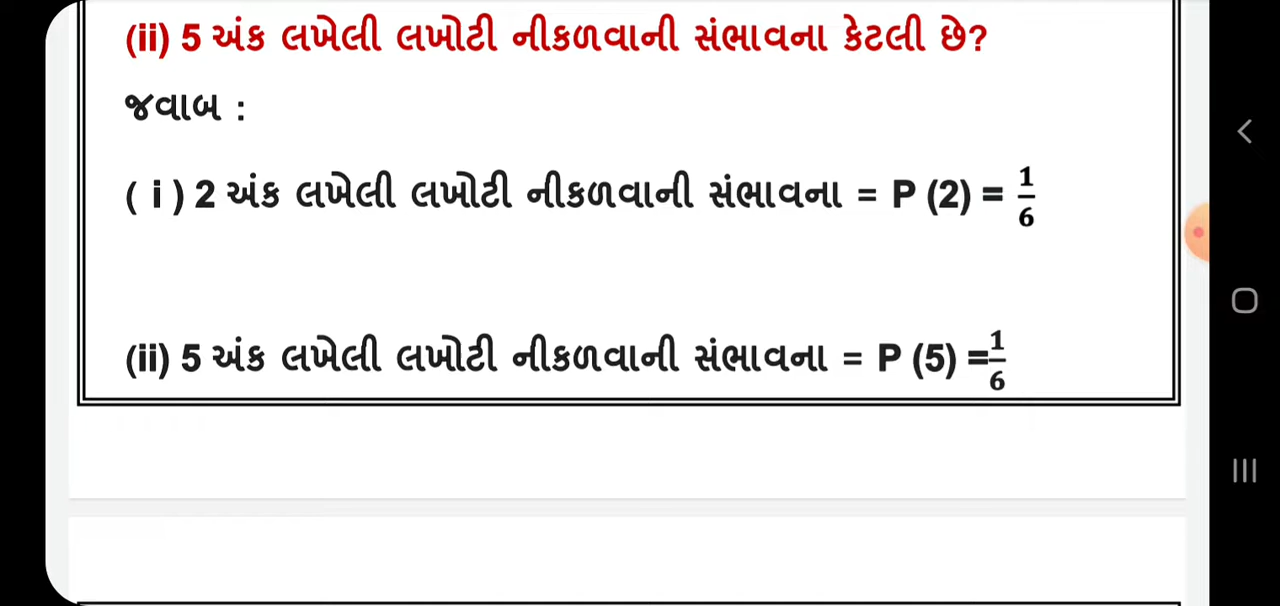 (ii) 5 અંક લખેલી લખોટી નીકળવાની સંભાવના કેટલી છે?
જવાબ :
( i ) 2 અંક લખેલી લખોટી નીકળવાની સંભાવના = P (2) = 1/6
(ii) 5 અંક લખેલી લખોટી નીકળવાની સંભાવના = P (5) =1/6